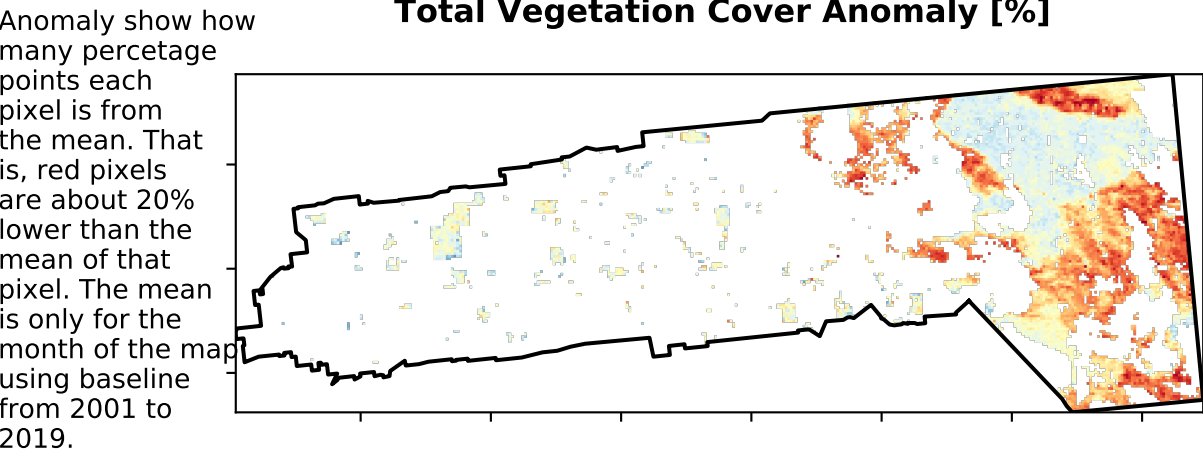 Total Vegetation Cover Anomaly [%]
Anomaly show how
many percetage
points each
pixel is from
the mean. That
is, red pixels
are about 20%
lower than the
mean of that
pixel. The mean
is only for the
month of the map
using baseline
from 2001 to
2019.